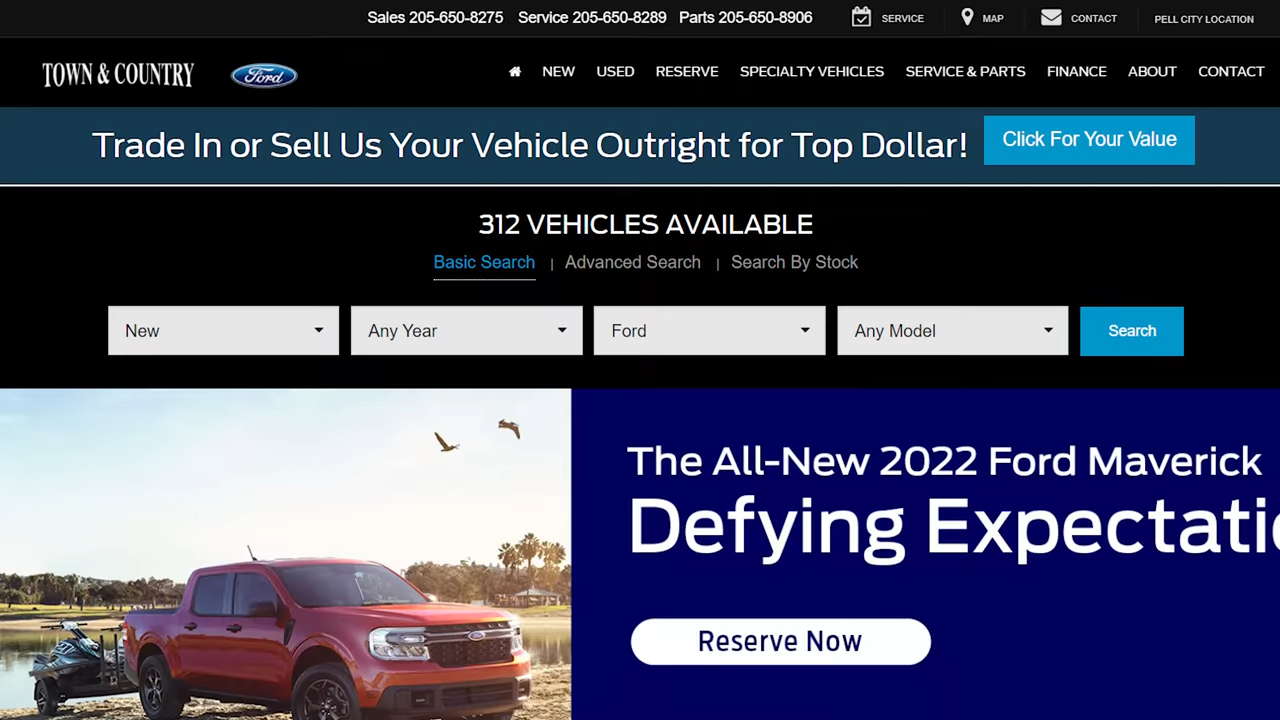 Sales 205-650-8275 Service 205-650-8289 Parts 205-650-8906 SERVICE MAP CONTACT PELL CITY LOCATION
TOWN & COUNTRY Ford NEW USED RESERVE SPECIALTY VEHICLES SERVICE & PARTS FINANCE ABOUT CONTACT
Trade In or Sell Us Your Vehicle Outright for Top Dollar! Click For Your Value
312 VEHICLES AVAILABLE
Basic Search | Advanced Search | Search By Stock
New Any Year Ford Any Model Search
The All-New 2022 Ford Maverick
Defying Expectatio
Reserve Now